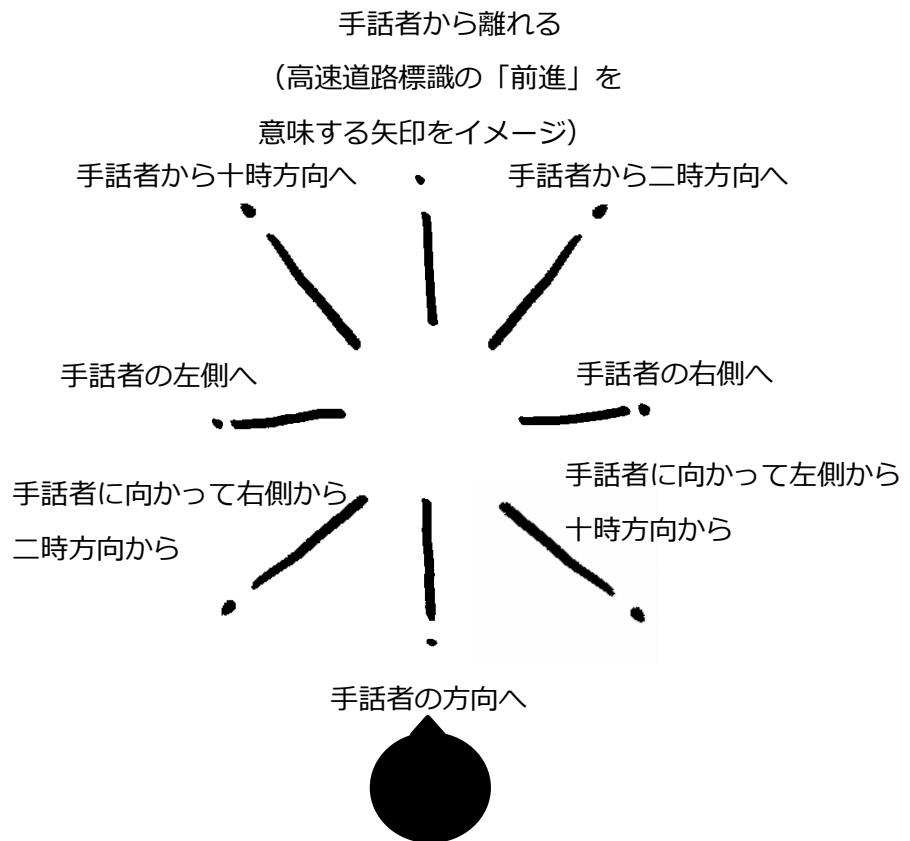 手話者から離れる
（高速道路標識の「前進」を
意味する矢印をイメージ）
手話者から十時方向へ
手話者から二時方向へ
手話者の左側へ
手話者の右側へ
手話者に向かって右側から
二時方向から
手話者に向かって左側から
十時方向から
手話者の方向へ